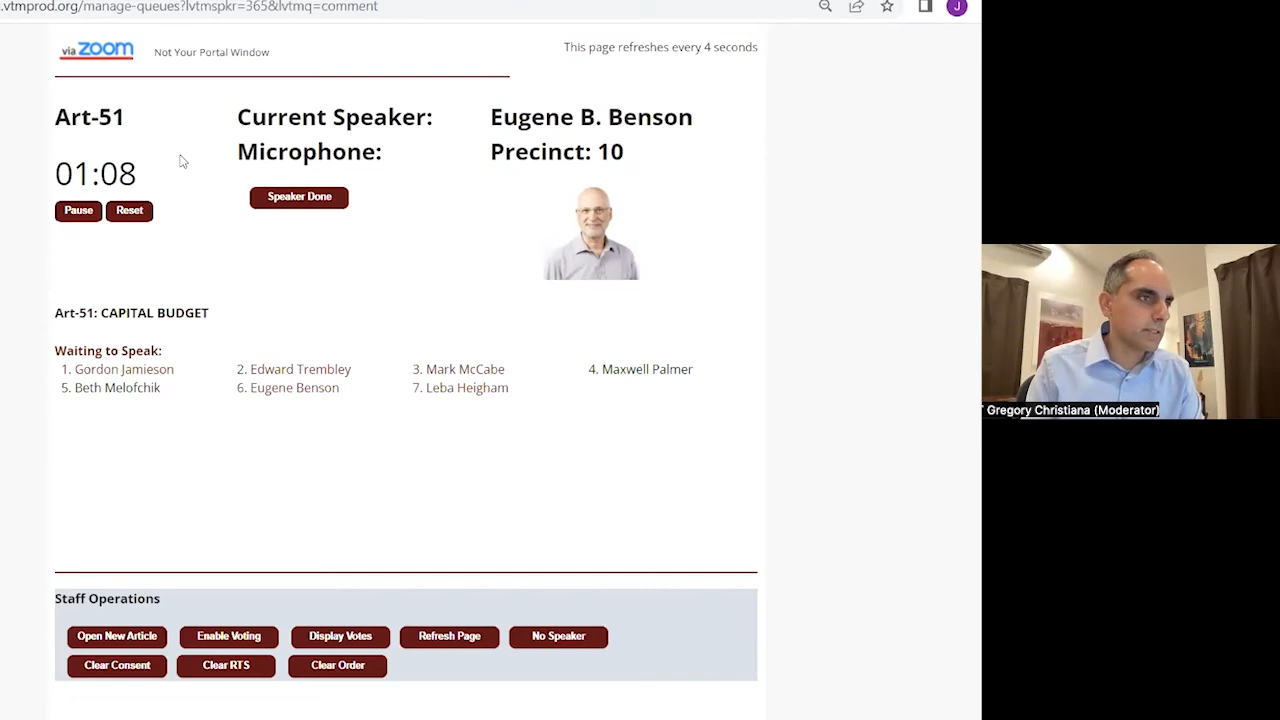 .vtmprod.org/manage-queues?lvtmspkr=365&lvtmq=comment
J
via zoom
Not Your Portal Window
This page refreshes every 4 seconds
Art-51
Current Speaker:
Eugene B. Benson
Microphone:
Precinct: 10
01:08
Speaker Done
Pause
Reset
Art-51: CAPITAL BUDGET
Waiting to Speak:
1. Gordon Jamieson
2. Edward Trembley
3. Mark McCabe
4. Maxwell Palmer
5. Beth Melofchik
6. Eugene Benson
7. Leba Heigham
Gregory Christiana (Moderator)
Staff Operations
Open New Article
Enable Voting
Display Votes
Refresh Page
No Speaker
Clear Consent
Clear RTS
Clear Order